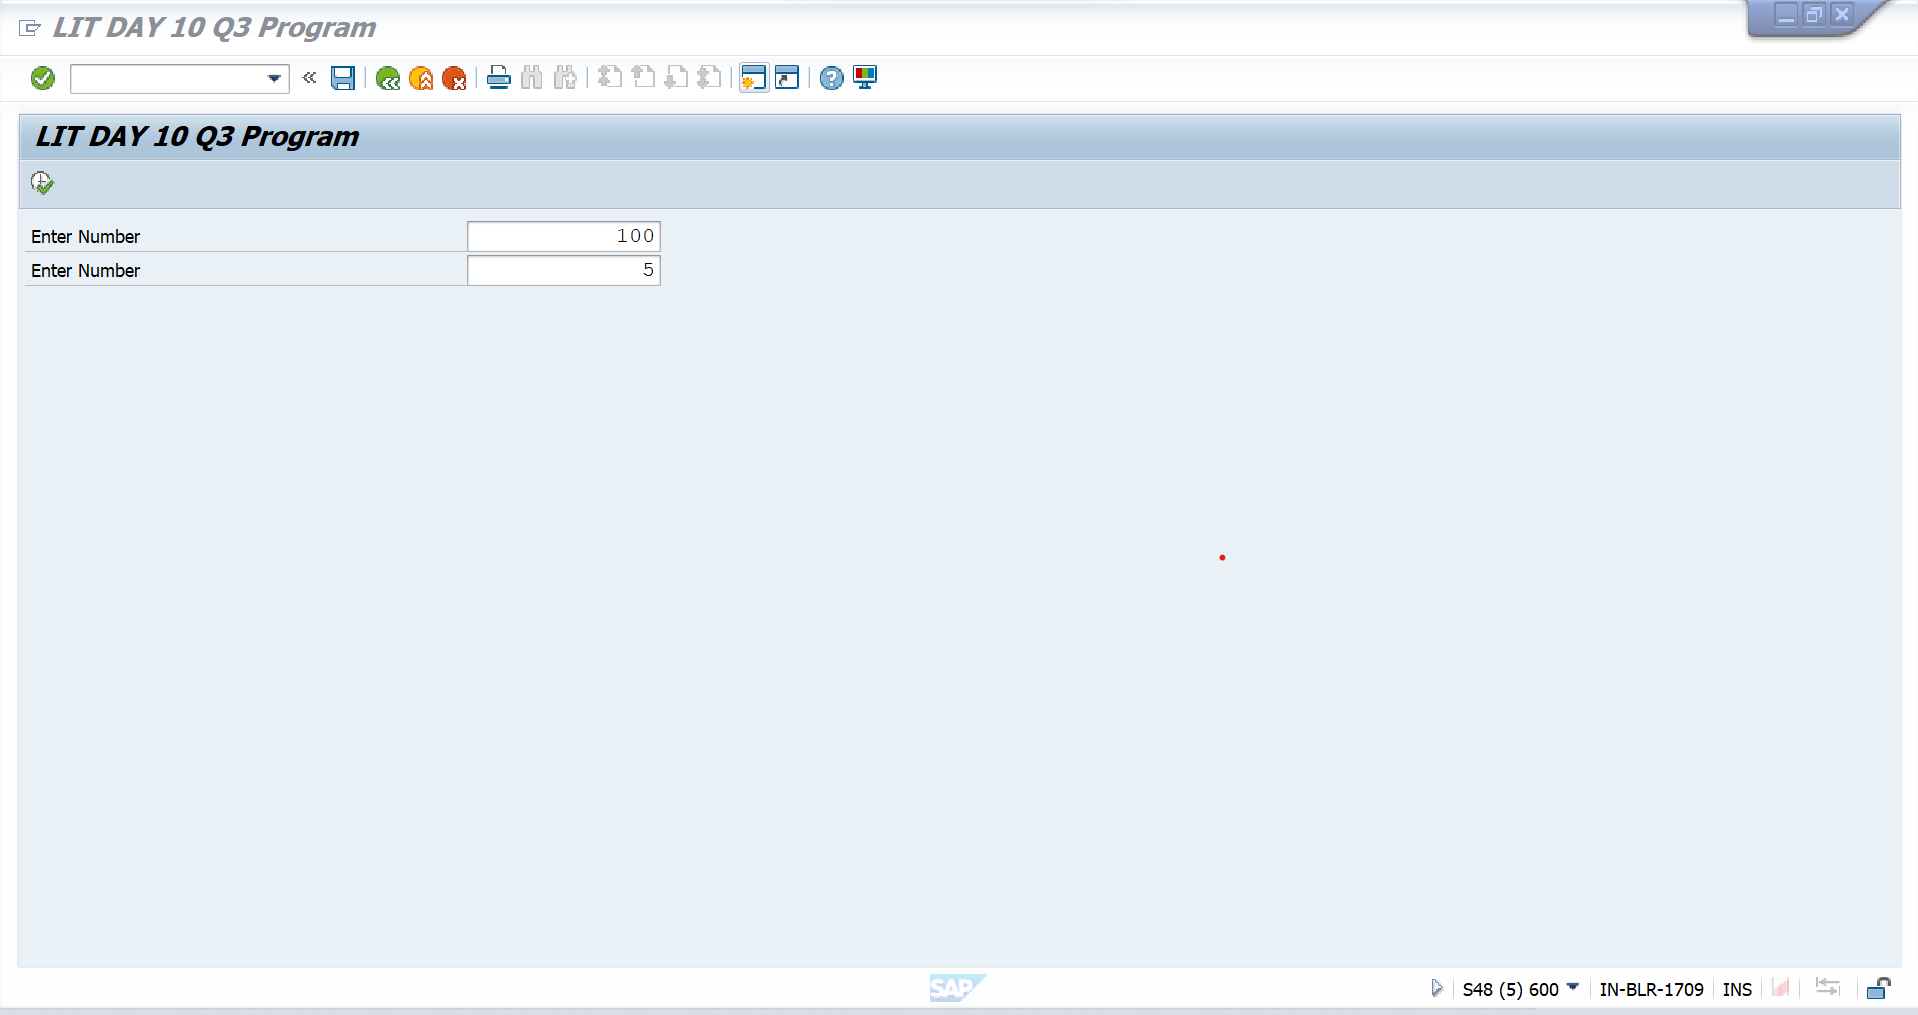 LIT DAY 10 Q3 Program
LIT DAY 10 Q3 Program
Enter Number 100
Enter Number 5
SAP
S48 (5) 600 IN-BLR-1709 INS